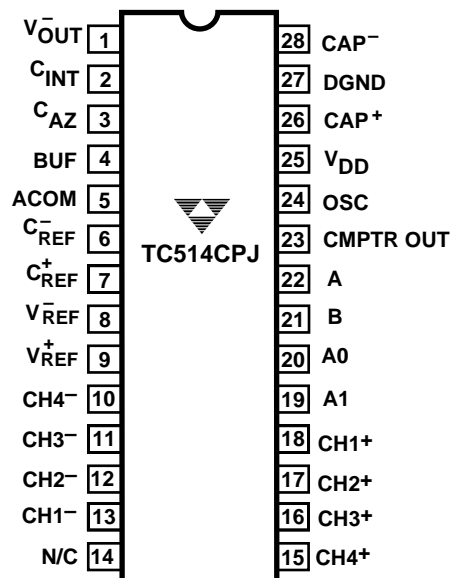 V⁻OUT 1 28 CAP⁻
CINT 2 27 DGND
CAZ 3 26 CAP⁺
BUF 4 25 VDD
ACOM 5 24 OSC
C⁻REF 6 23 CMPTR OUT
C⁺REF 7 22 A
V⁻REF 8 21 B
V⁺REF 9 20 A0
CH4⁻ 10 19 A1
CH3⁻ 11 18 CH1+
CH2⁻ 12 17 CH2+
CH1⁻ 13 16 CH3+
N/C 14 15 CH4+
TC514CPJ